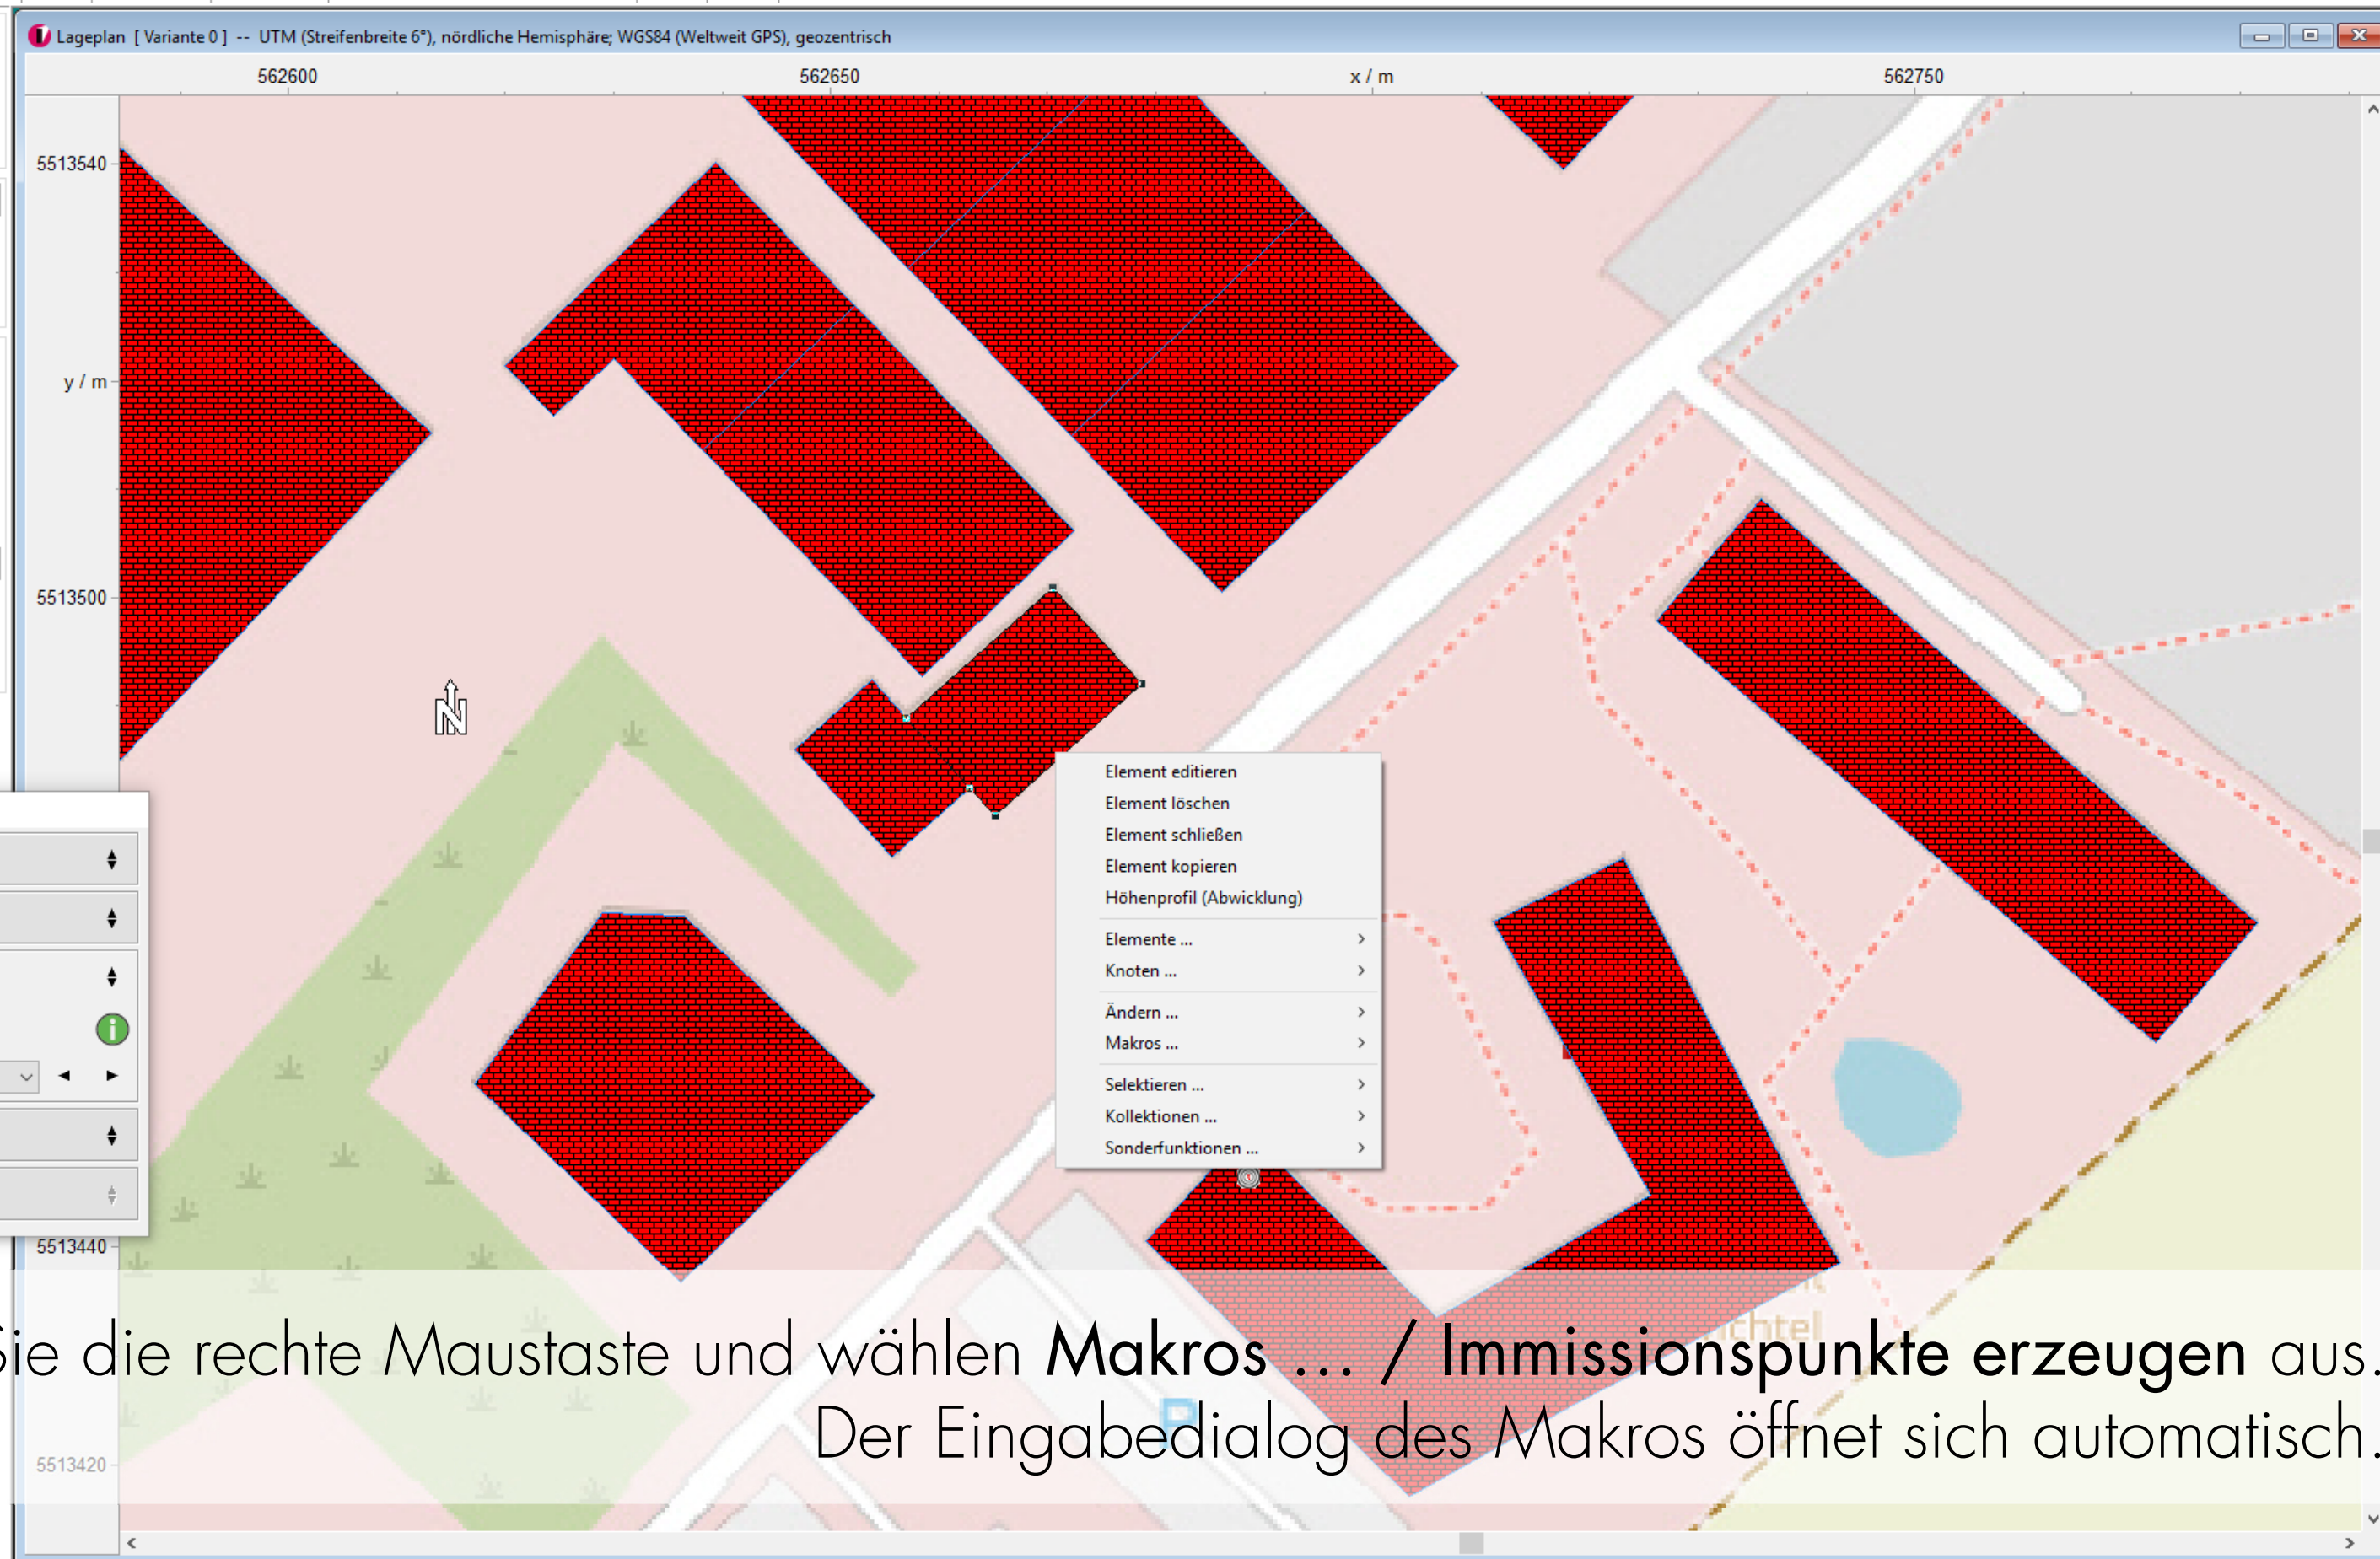 Lageplan [ Variante 0 ] -- UTM (Streifenbreite 6°), nördliche Hemisphäre; WGS84 (Weltweit GPS), geozentrisch
562600 562650 x / m 562750
5513540
y / m
5513500
N
Element editieren
Element löschen
Element schließen
Element kopieren
Höhenprofil (Abwicklung)
Elemente ...
Knoten ...
Ändern ...
Makros ...
Selektieren ...
Kollektionen ...
Sonderfunktionen ...
5513440
Sie die rechte Maustaste und wählen Makros ... / Immissionspunkte erzeugen aus.
P
Der Eingabedialog des Makros öffnet sich automatisch.
5513420